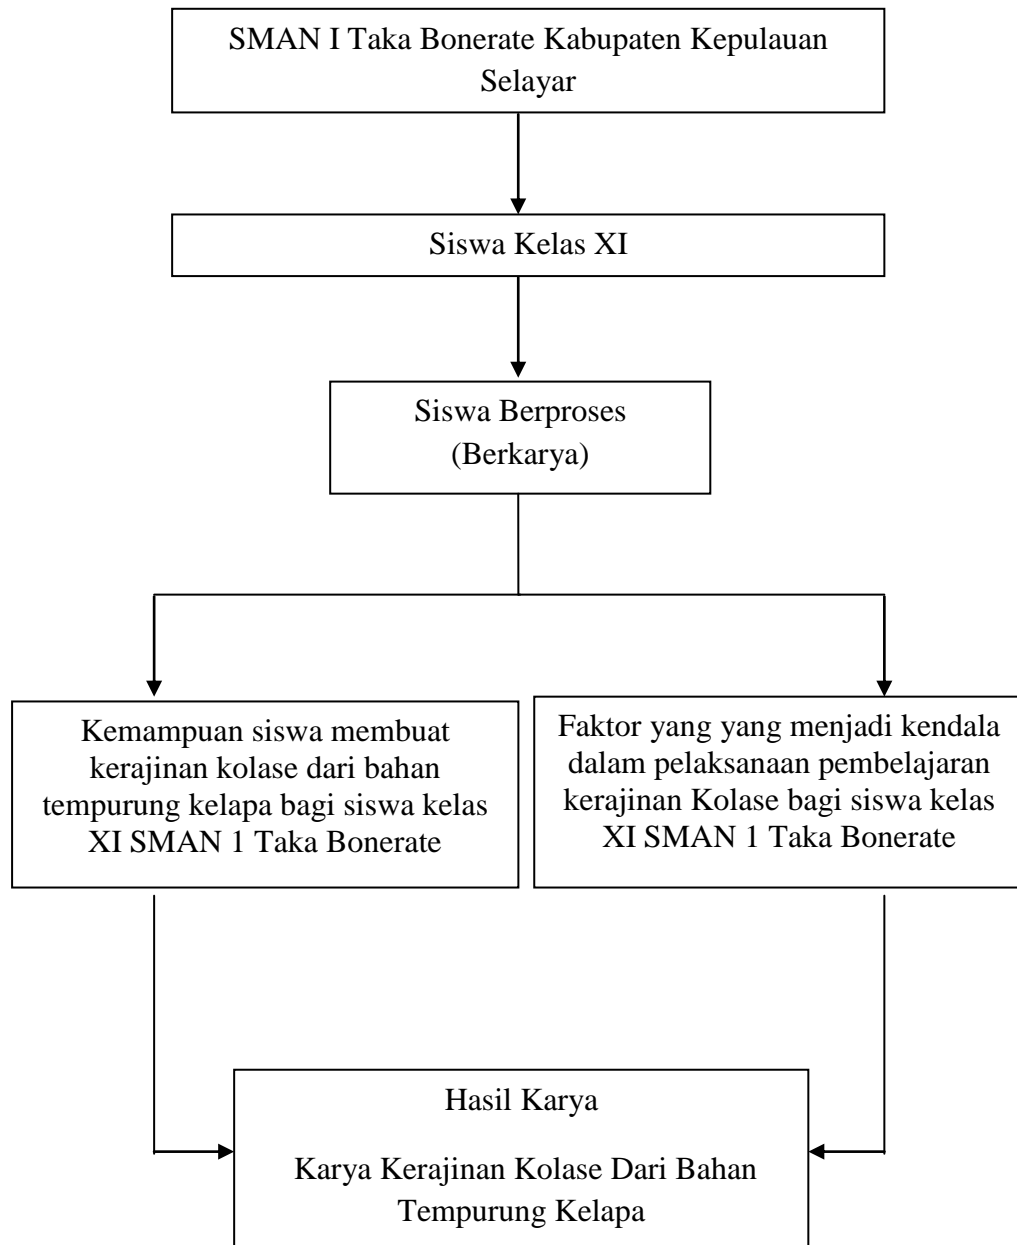 SMAN I Taka Bonerate Kabupaten Kepulauan
Selayar
Siswa Kelas XI
Siswa Berproses
(Berkarya)
Kemampuan siswa membuat
kerajinan kolase dari bahan
tempurung kelapa bagi siswa kelas
XI SMAN 1 Taka Bonerate
Faktor yang yang menjadi kendala
dalam pelaksanaan pembelajaran
kerajinan Kolase bagi siswa kelas
XI SMAN 1 Taka Bonerate
Hasil Karya
Karya Kerajinan Kolase Dari Bahan
Tempurung Kelapa